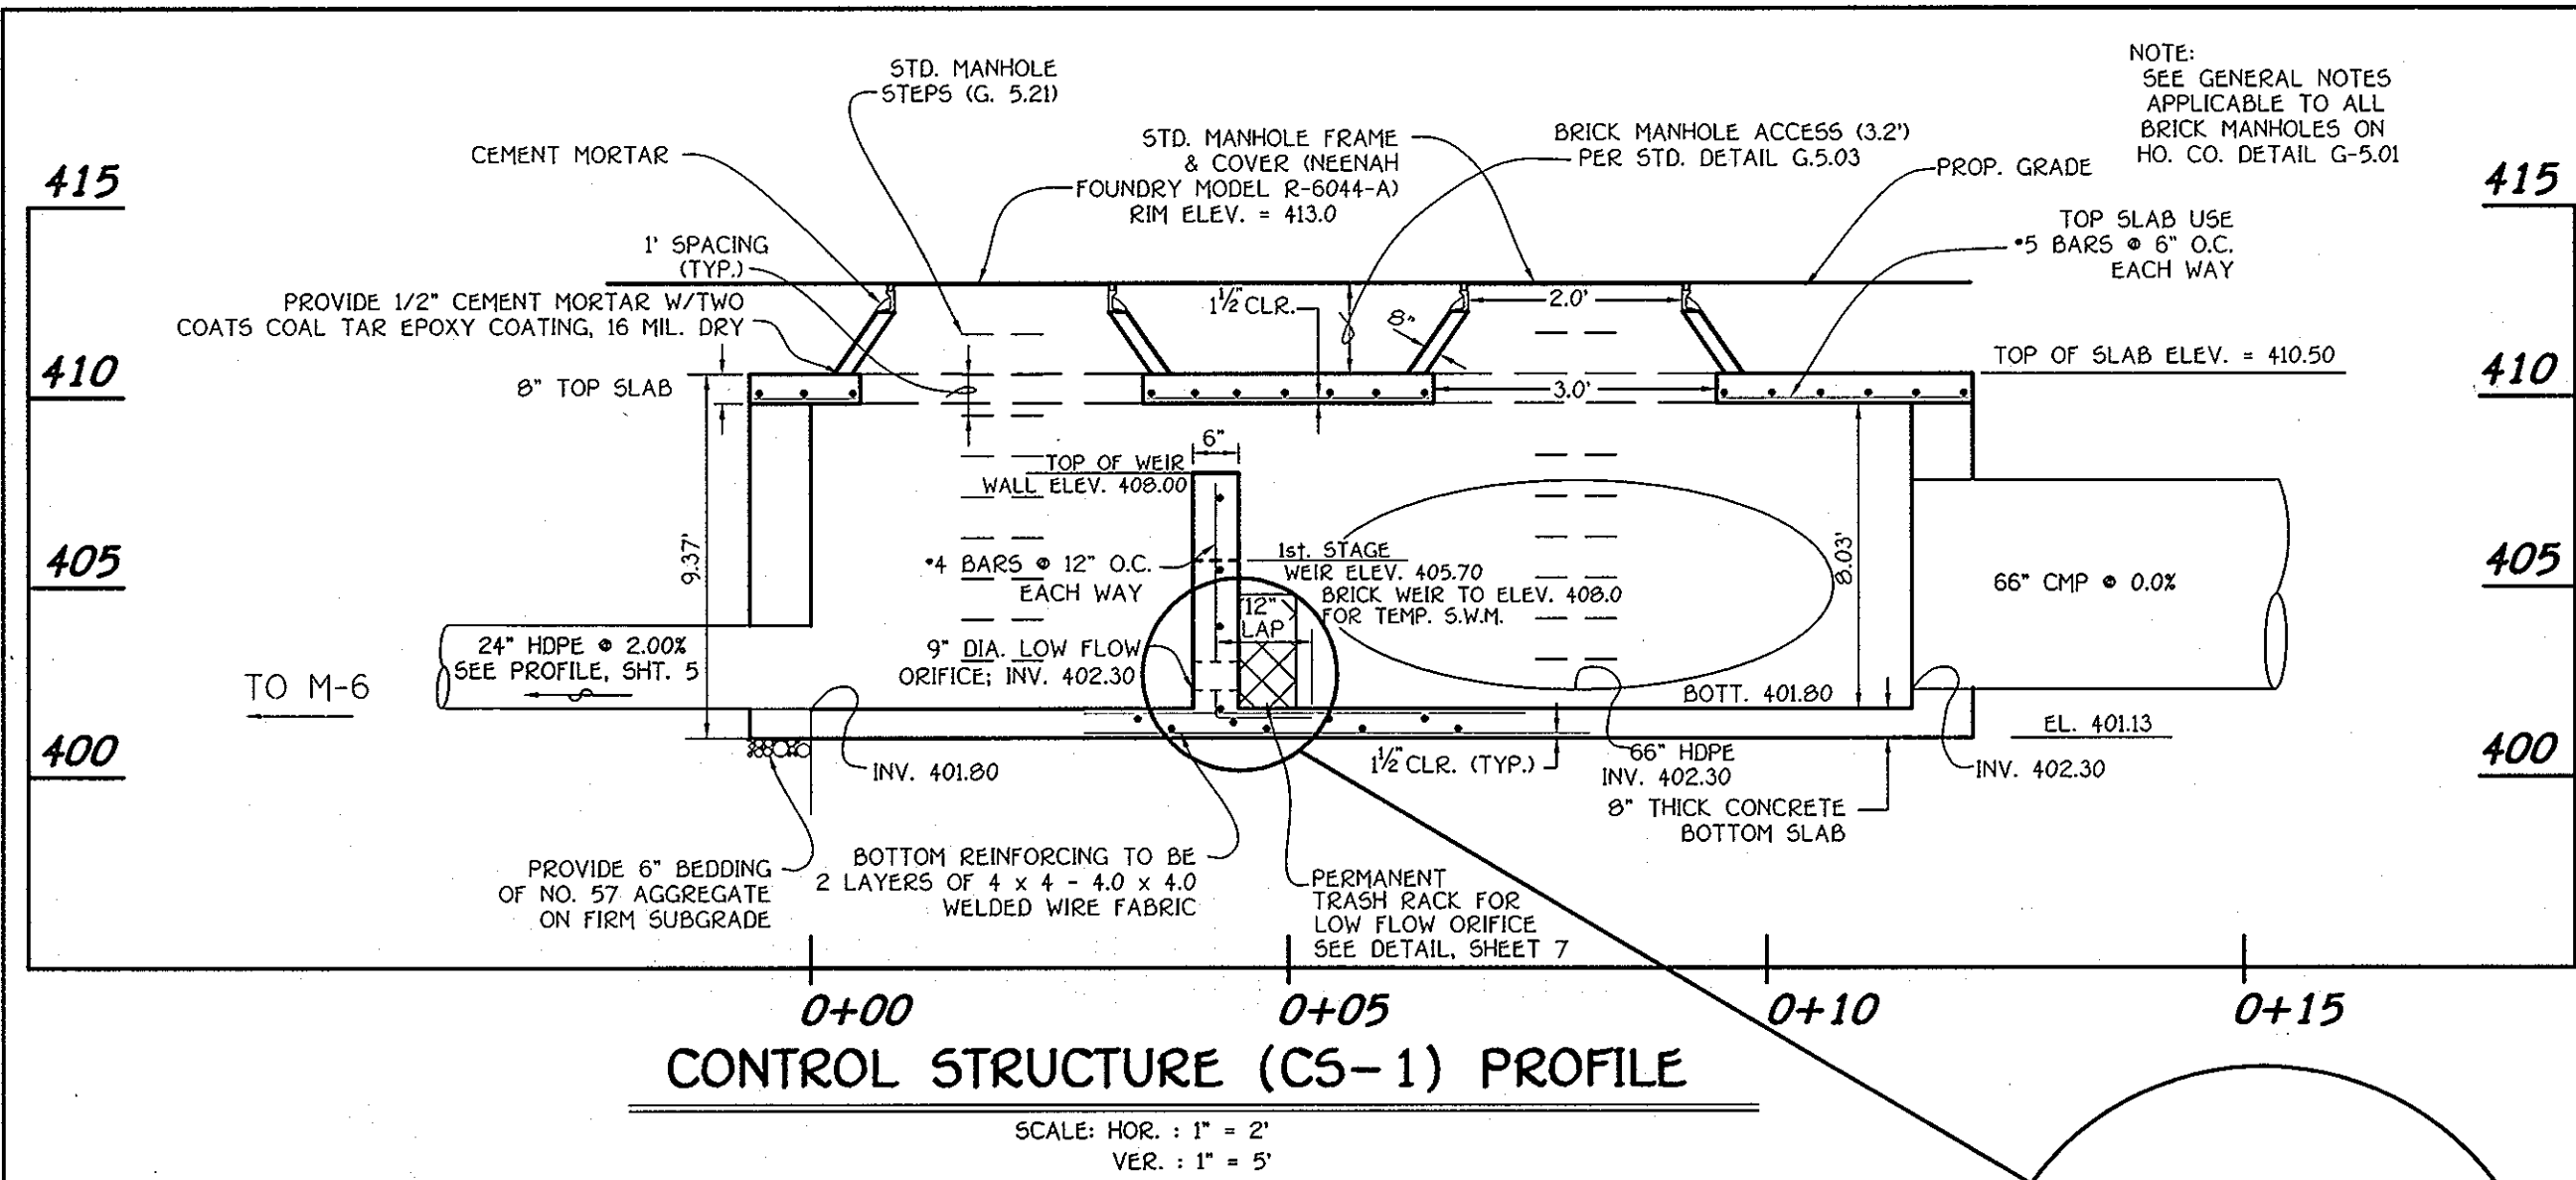 STD. MANHOLE
STEPS (G. 5.21)
NOTE:
SEE GENERAL NOTES
APPLICABLE TO ALL
BRICK MANHOLES ON
HO. CO. DETAIL G-5.01
CEMENT MORTAR
STD. MANHOLE FRAME
& COVER (NEENAH
FOUNDRY MODEL R-6044-A)
RIM ELEV. = 413.0
BRICK MANHOLE ACCESS (3.2')
PER STD. DETAIL G.5.03
PROP. GRADE
415
415
1' SPACING
(TYP.)
TOP SLAB USE
#5 BARS @ 6" O.C.
EACH WAY
PROVIDE 1/2" CEMENT MORTAR W/TWO
COATS COAL TAR EPOXY COATING, 16 MIL. DRY
1½" CLR.
2.0'
8"
TOP OF SLAB ELEV. = 410.50
410
410
8" TOP SLAB
3.0'
6"
TOP OF WEIR
WALL ELEV. 408.00
9.37'
8.03'
#4 BARS @ 12" O.C.
EACH WAY
1st. STAGE
WEIR ELEV. 405.70
BRICK WEIR TO ELEV. 408.0
FOR TEMP. S.W.M.
405
405
66" CMP @ 0.0%
12"
LAP
24" HDPE @ 2.00%
SEE PROFILE, SHT. 5
9" DIA. LOW FLOW
ORIFICE; INV. 402.30
TO M-6
BOTT. 401.80
EL. 401.13
400
400
INV. 401.80
1½" CLR. (TYP.)
66" HDPE
INV. 402.30
INV. 402.30
8" THICK CONCRETE
BOTTOM SLAB
PROVIDE 6" BEDDING
OF NO. 57 AGGREGATE
ON FIRM SUBGRADE
BOTTOM REINFORCING TO BE
2 LAYERS OF 4 x 4 - 4.0 x 4.0
WELDED WIRE FABRIC
PERMANENT
TRASH RACK FOR
LOW FLOW ORIFICE
SEE DETAIL, SHEET 7
0+00
0+05
0+10
0+15
CONTROL STRUCTURE (CS-1) PROFILE
SCALE: HOR. : 1" = 2'
VER. : 1" = 5'